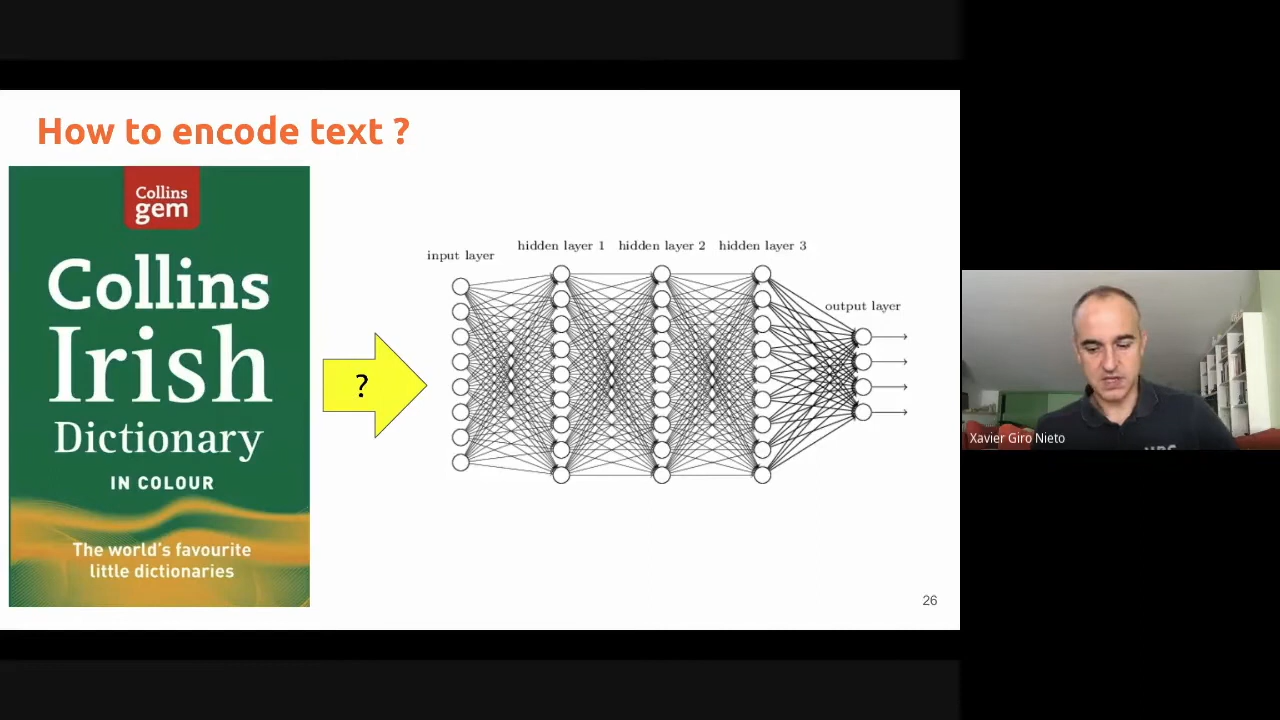 How to encode text ?
Collins
gem
Collins
Irish
Dictionary
IN COLOUR
The world's favourite
little dictionaries
?
input layer
hidden layer 1
hidden layer 2
hidden layer 3
output layer
26
Xavier Giro Nieto